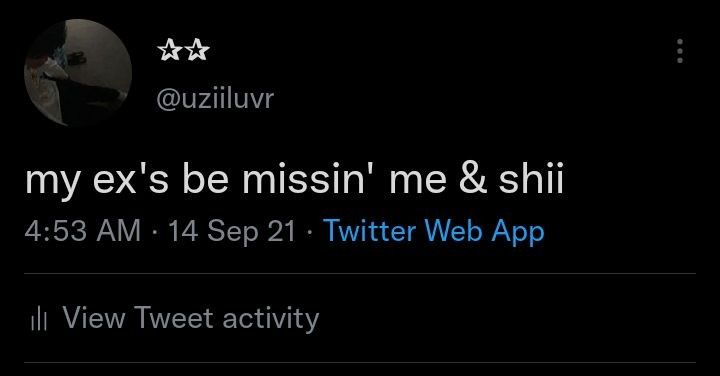 ☆☆
@uziiluvr
my ex's be missin' me & shii
4:53 AM · 14 Sep 21 · Twitter Web App
View Tweet activity